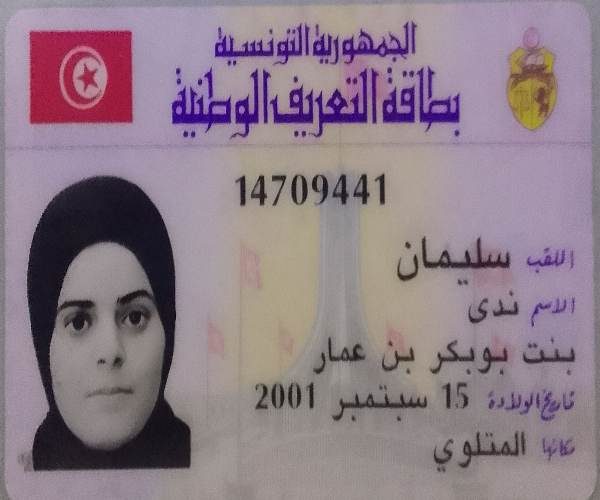 الجمهورية التونسية
بطاقة التعريف الوطنية
14709441
اللقب سليمان
الاسم ندى
بنت بوبكر بن عمار
تاريخ الولادة 15 سبتمبر 2001
مكانها المتلوي